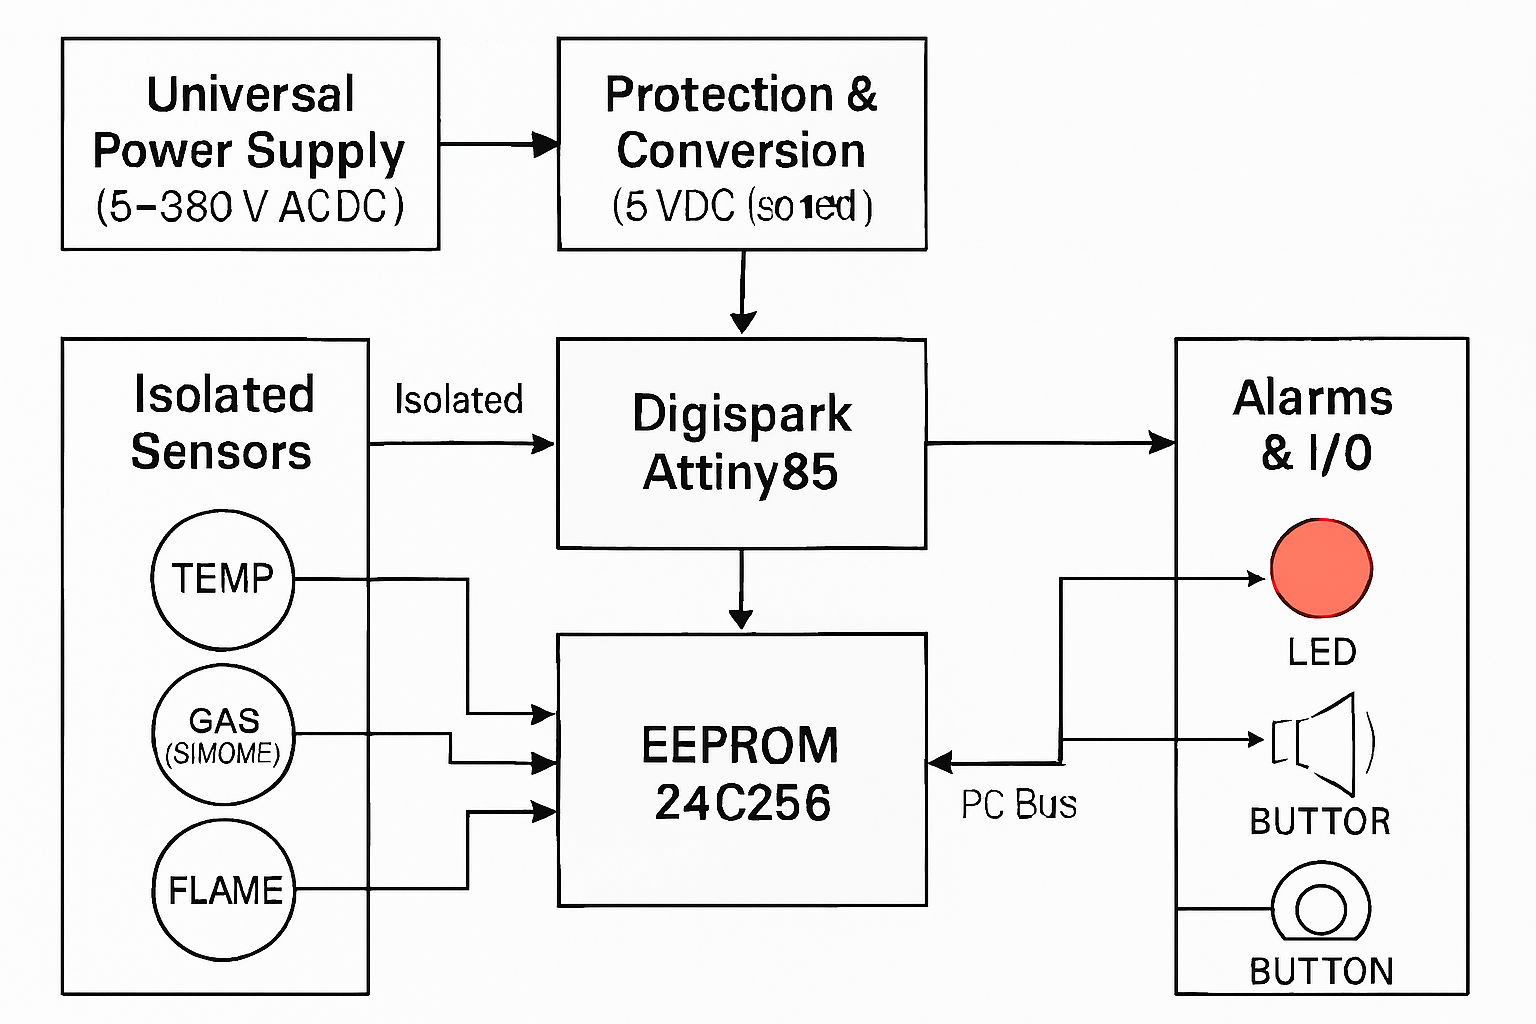 Universal
Power Supply
(5–380 V ACDC)
Protection &
Conversion
(5 VDC (so1ed)
Isolated
Sensors
TEMP
GAS
(SIMOME)
FLAME
Isolated
Digispark
Attiny85
EEPROM
24C256
PC Bus
Alarms
& I/O
LED
BUTTOR
BUTTON